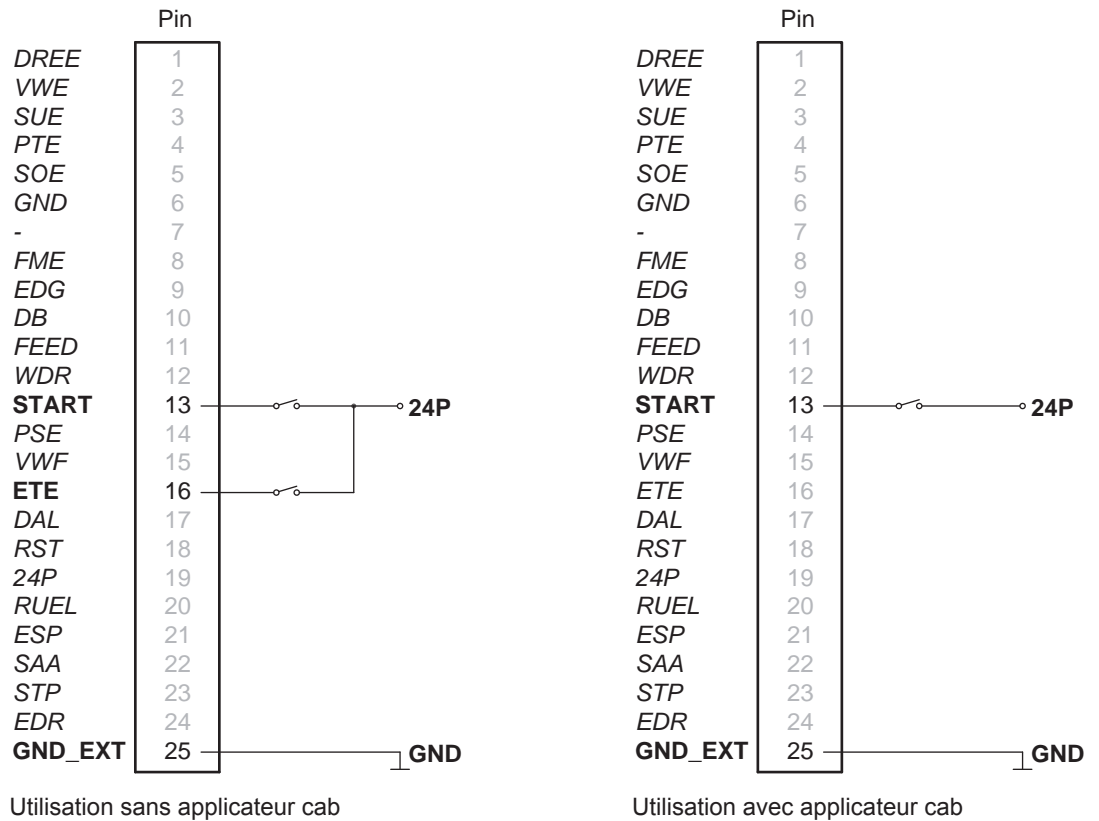 Pin
DREE 1
VWE 2
SUE 3
PTE 4
SOE 5
GND 6
- 7
FME 8
EDG 9
DB 10
FEED 11
WDR 12
START 13 24P
PSE 14
VWF 15
ETE 16
DAL 17
RST 18
24P 19
RUEL 20
ESP 21
SAA 22
STP 23
EDR 24
GND_EXT 25 GND
Utilisation sans applicateur cab
Pin
DREE 1
VWE 2
SUE 3
PTE 4
SOE 5
GND 6
- 7
FME 8
EDG 9
DB 10
FEED 11
WDR 12
START 13 24P
PSE 14
VWF 15
ETE 16
DAL 17
RST 18
24P 19
RUEL 20
ESP 21
SAA 22
STP 23
EDR 24
GND_EXT 25 GND
Utilisation avec applicateur cab